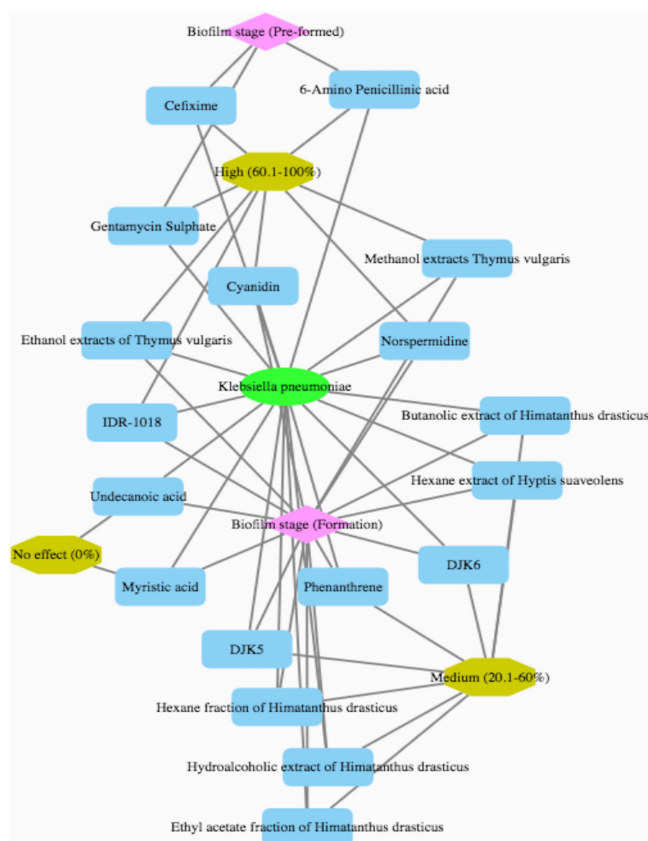 Biofilm stage (Pre-formed)
6-Amino Penicillinic acid
Cefixime
High (60.1-100%)
Gentamycin Sulphate
Methanol extracts Thymus vulgaris
Cyanidin
Ethanol extracts of Thymus vulgaris
Norspermidine
Klebsiella pneumoniae
Butanolic extract of Himatanthus drasticus
IDR-1018
Hexane extract of Hyptis suaveolens
Undecanoic acid
Biofilm stage (Formation)
No effect (0%)
DJK6
Myristic acid
Phenanthrene
DJK5
Medium (20.1-60%)
Hexane fraction of Himatanthus drasticus
Hydroalcoholic extract of Himatanthus drasticus
Ethyl acetate fraction of Himatanthus drasticus